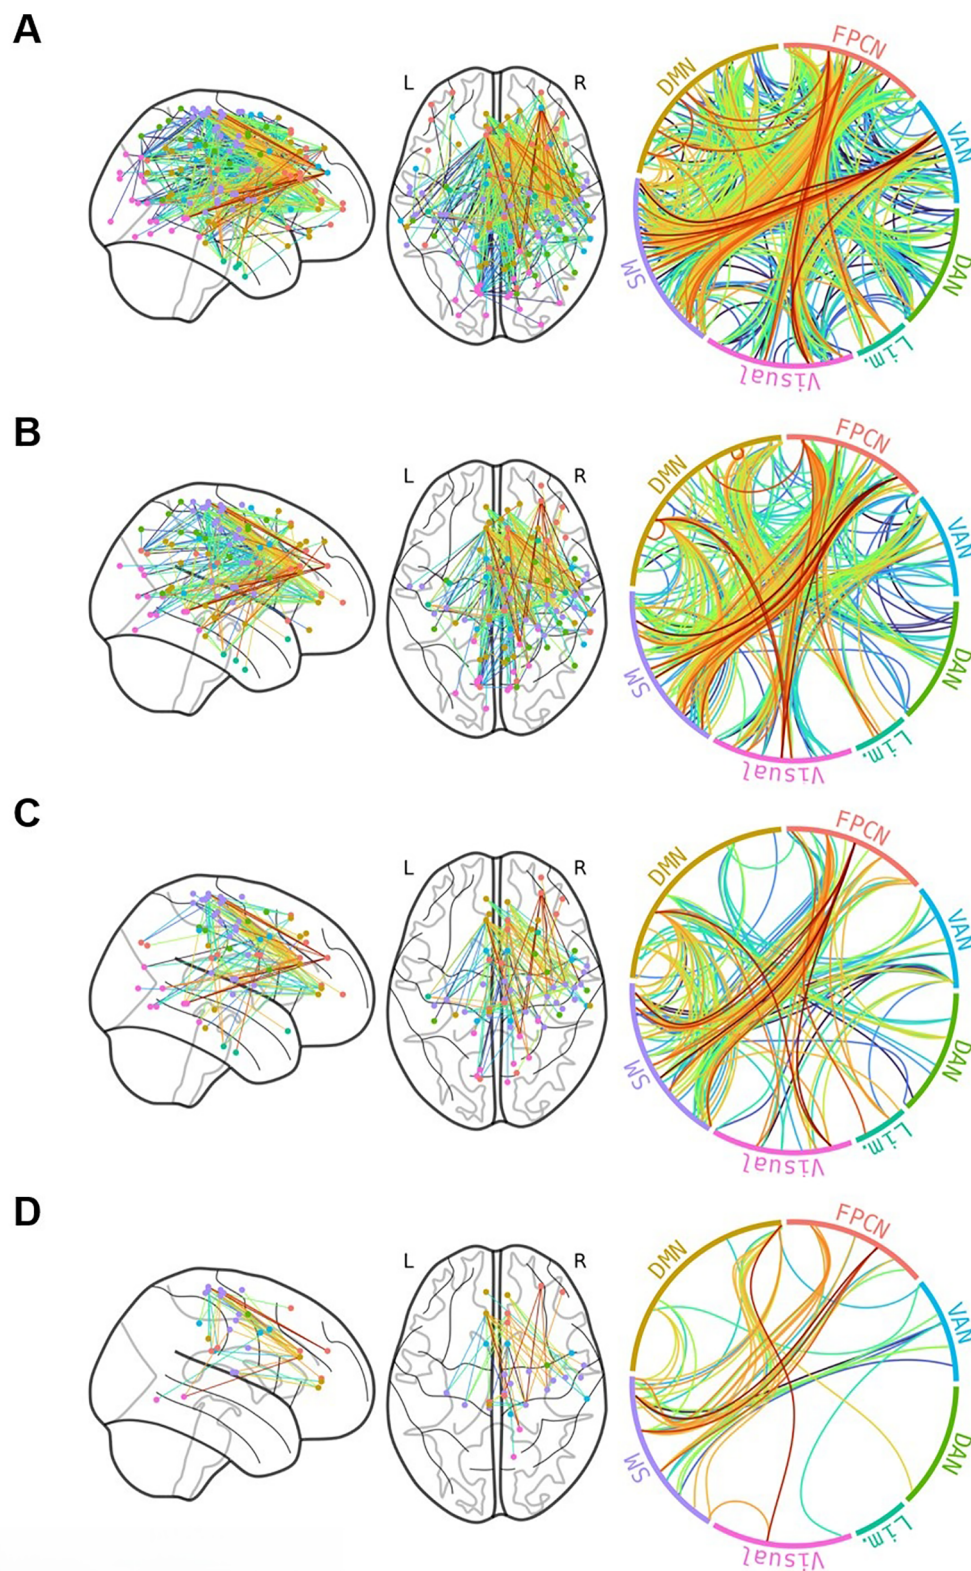 A
L R
DMN
FPCN
VAN
DAN
Lim.
Visual
SM
B
L R
DMN
FPCN
VAN
DAN
Lim.
Visual
SM
C
L R
DMN
FPCN
VAN
DAN
Lim.
Visual
SM
D
L R
DMN
FPCN
VAN
DAN
Lim.
Visual
SM